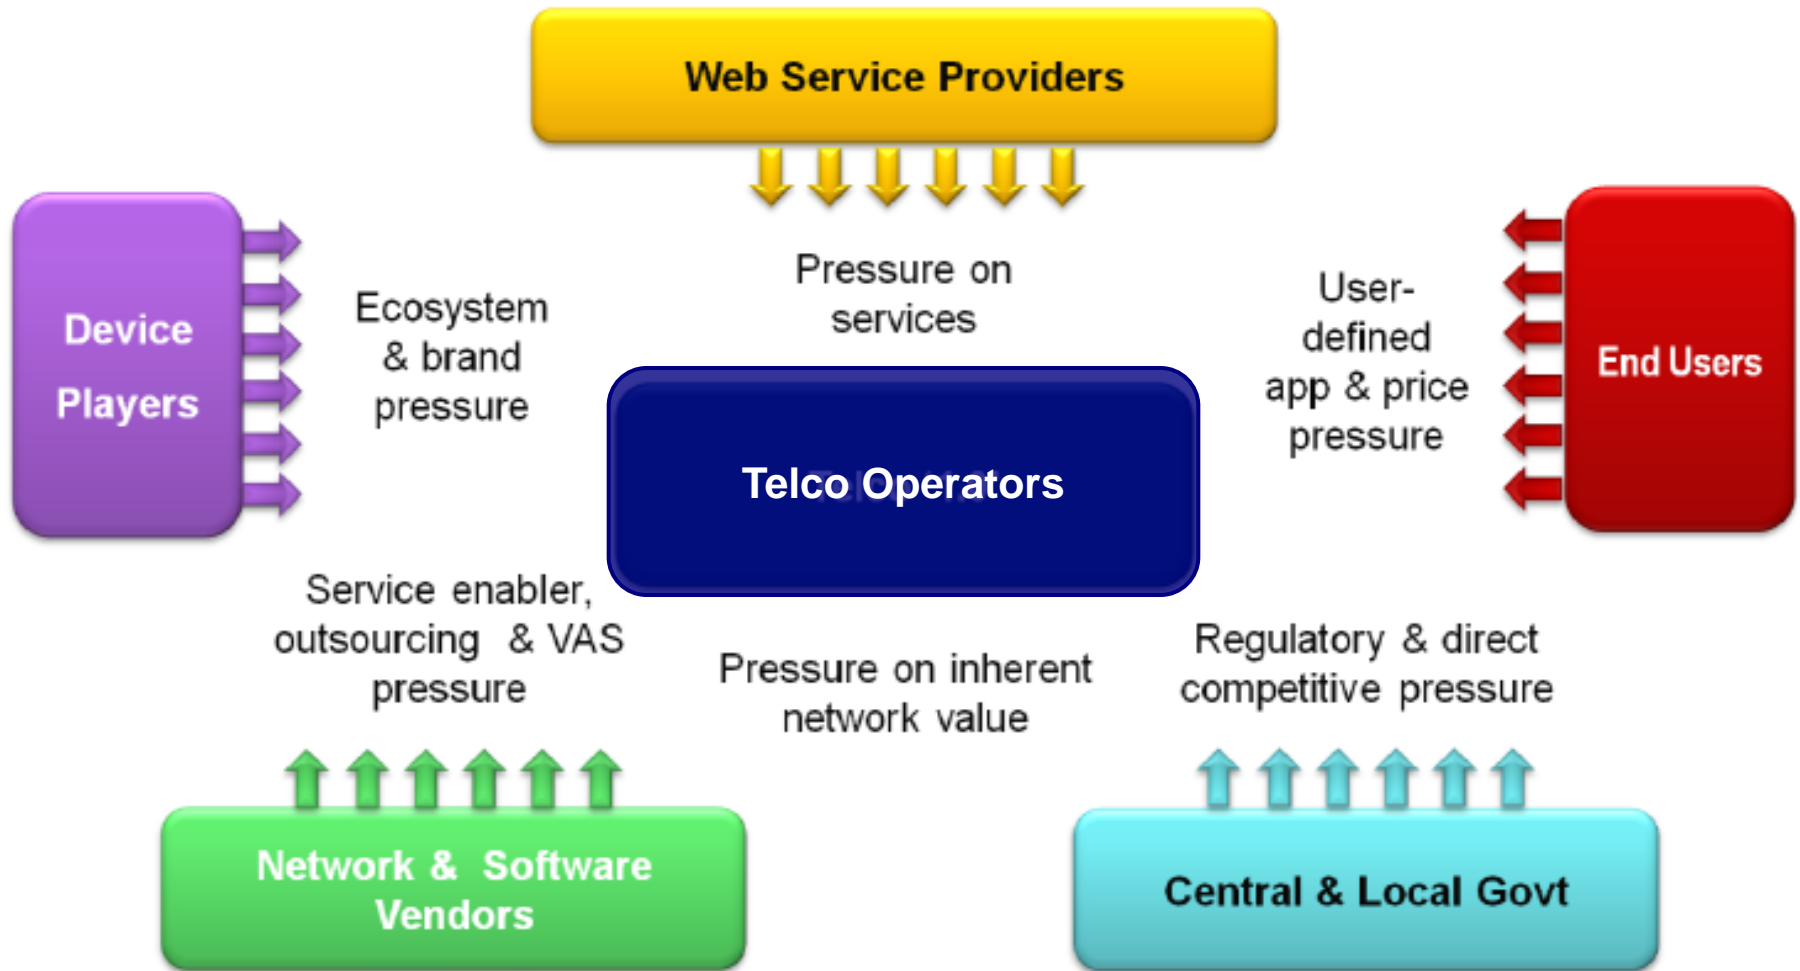 Web Service Providers
Device
Players
Ecosystem
& brand
pressure
Pressure on
services
User-
defined
app & price
pressure
End Users
Telco Operators
Service enabler,
outsourcing & VAS
pressure
Pressure on inherent
network value
Regulatory & direct
competitive pressure
Network & Software
Vendors
Central & Local Govt